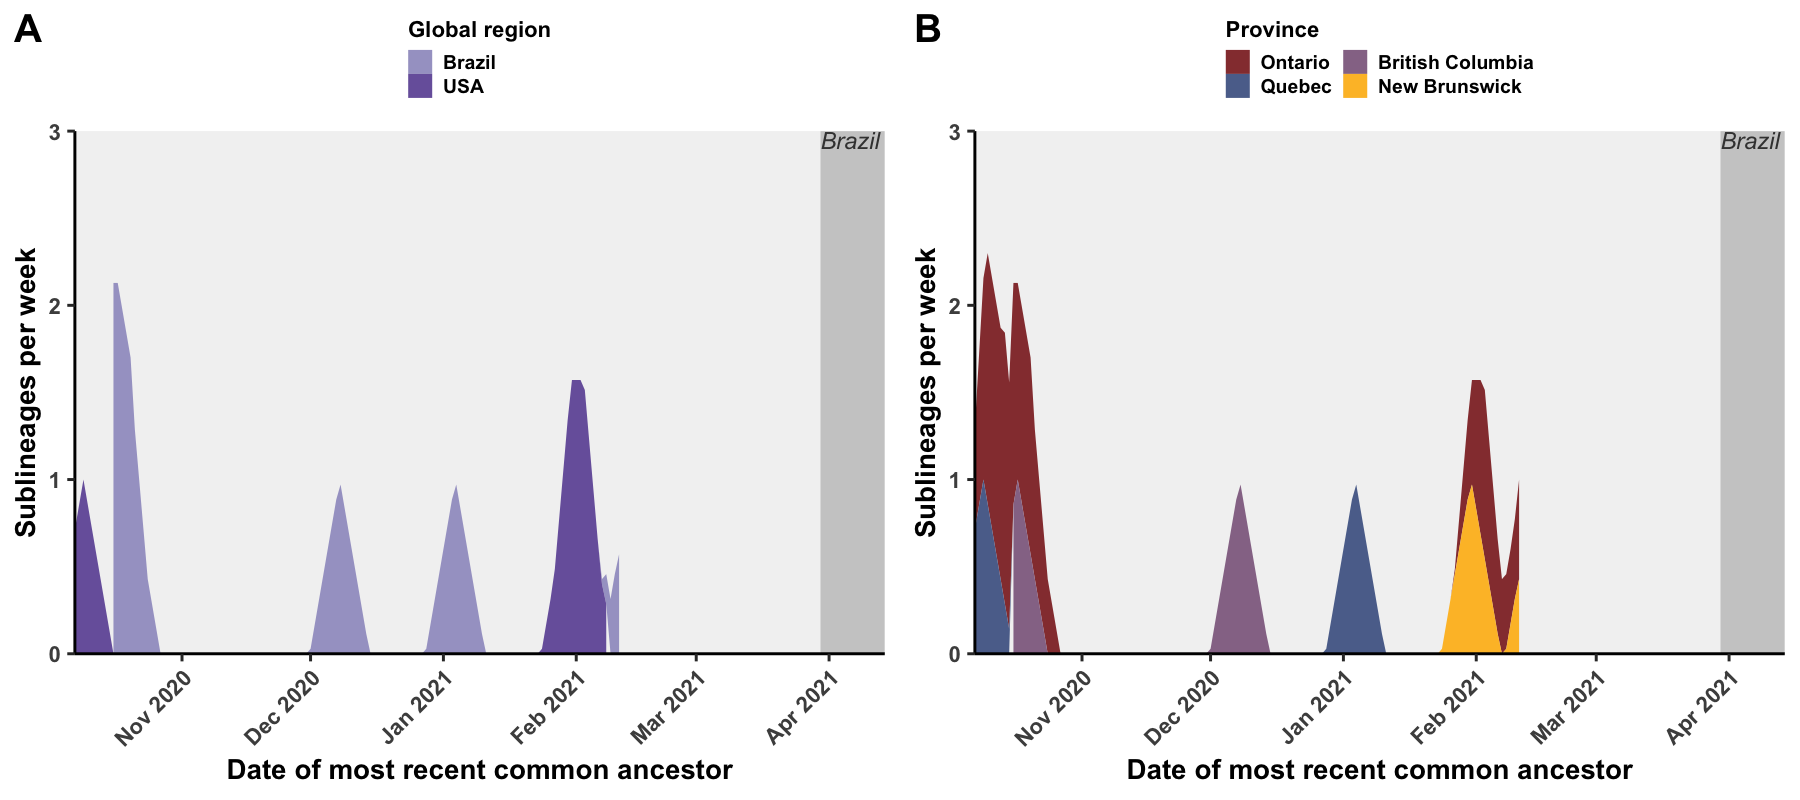 A
Global region
Brazil
USA
Brazil
3
2
1
0
Sublineages per week
Nov 2020
Dec 2020
Jan 2021
Feb 2021
Mar 2021
Apr 2021
Date of most recent common ancestor
B
Province
Ontario
British Columbia
Quebec
New Brunswick
Brazil
3
2
1
0
Sublineages per week
Nov 2020
Dec 2020
Jan 2021
Feb 2021
Mar 2021
Apr 2021
Date of most recent common ancestor